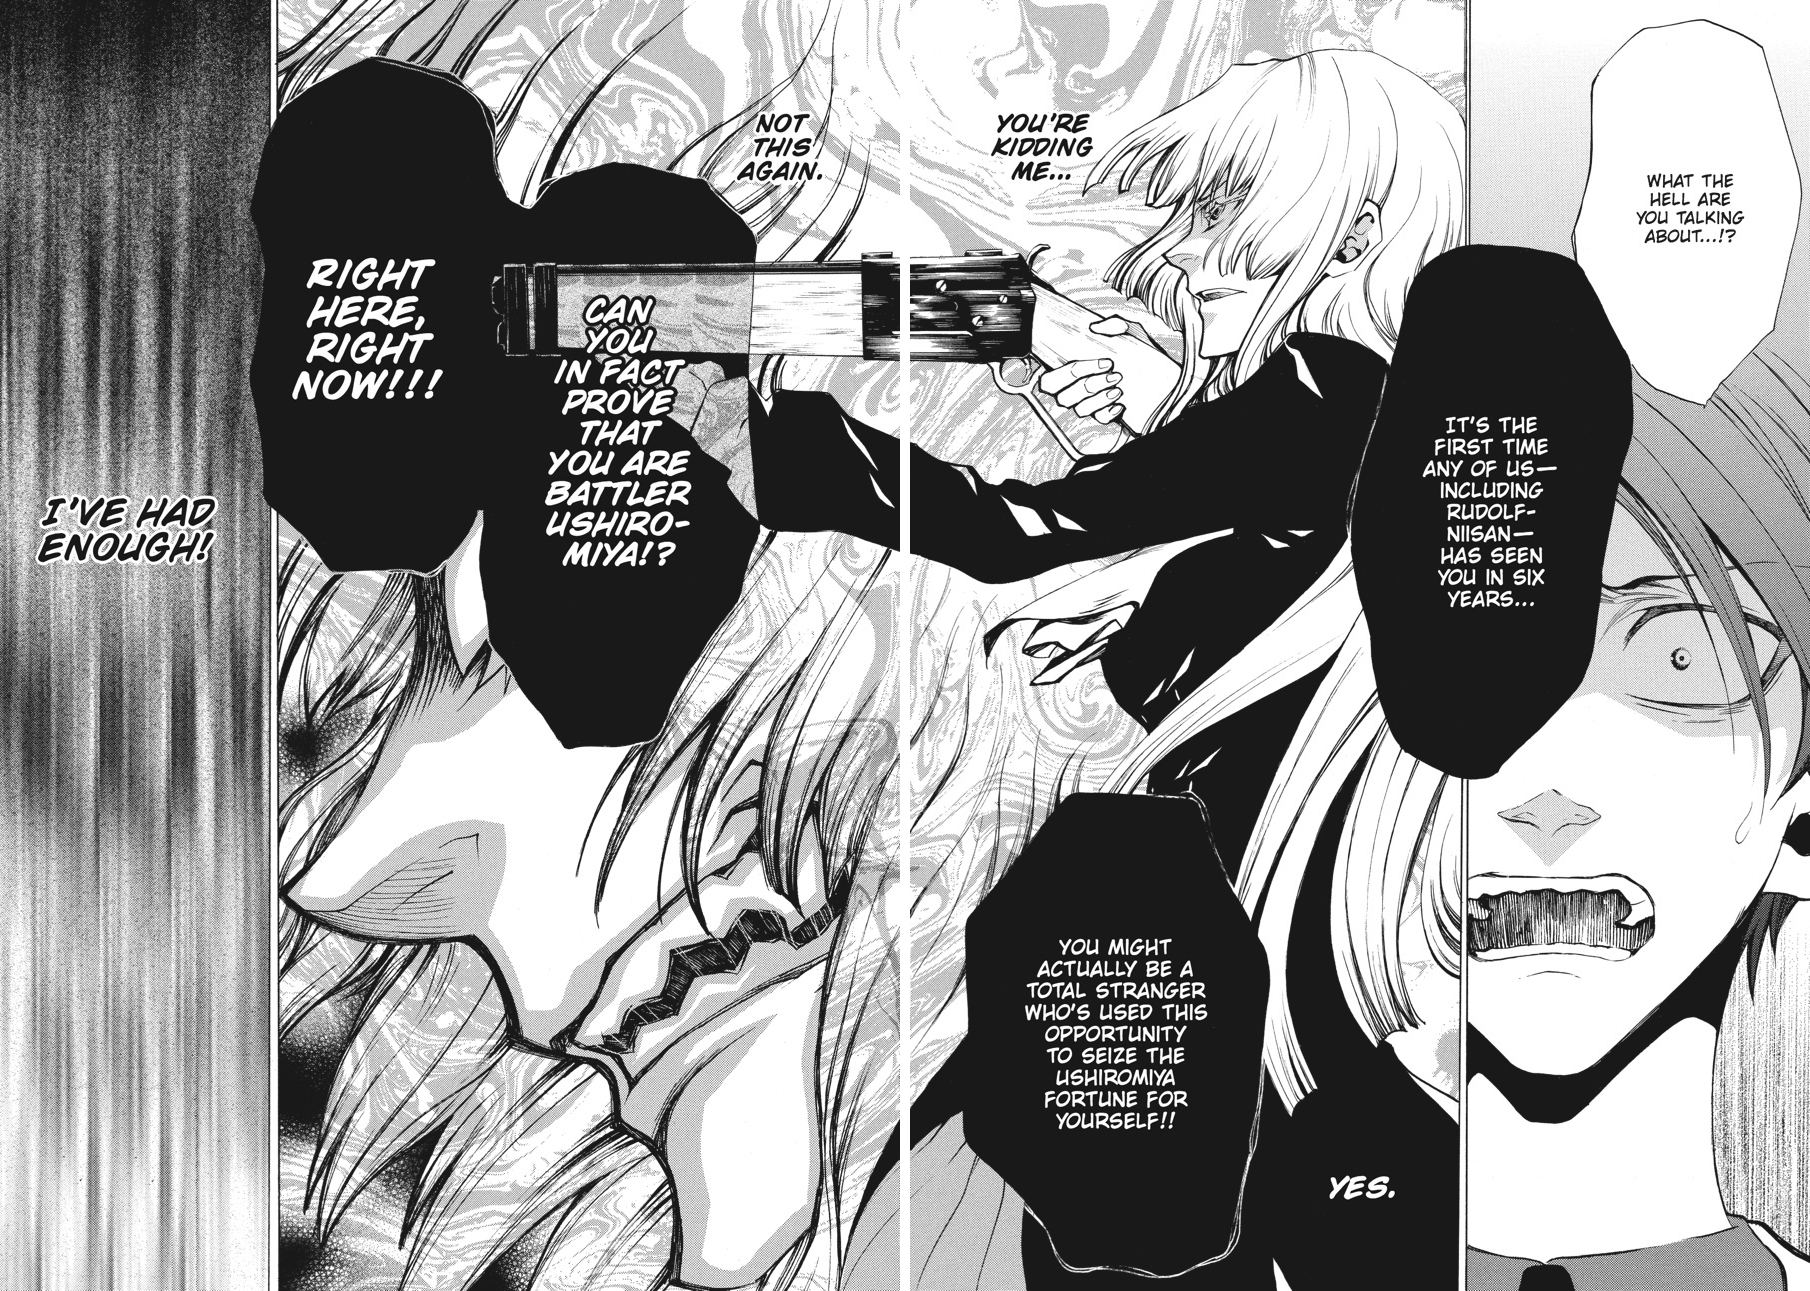 WHAT THE
HELL ARE
YOU TALKING
ABOUT...!?
IT'S THE
FIRST TIME
ANY OF US—
INCLUDING
RUDOLF-
NIISAN—
HAS SEEN
YOU IN SIX
YEARS...
YOU'RE
KIDDING
ME...
YOU MIGHT
ACTUALLY BE A
TOTAL STRANGER
WHO'S USED THIS
OPPORTUNITY
TO SEIZE THE
USHIROMIYA
FORTUNE FOR
YOURSELF!!
YES.
NOT
THIS
AGAIN.
CAN
YOU
IN FACT
PROVE
THAT
YOU ARE
BATTLER
USHIRO-
MIYA!?
RIGHT
HERE,
RIGHT
NOW!!!
I'VE HAD
ENOUGH!